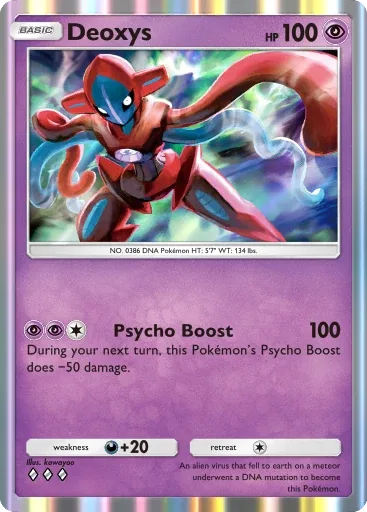 BASIC Deoxys HP 100
NO. 0386 DNA Pokémon HT: 5'7" WT: 134 lbs.
Psycho Boost 100
During your next turn, this Pokémon's Psycho Boost
does −50 damage.
weakness +20 retreat
Illus. kawayoo
An alien virus that fell to earth on a meteor
underwent a DNA mutation to become
this Pokémon.